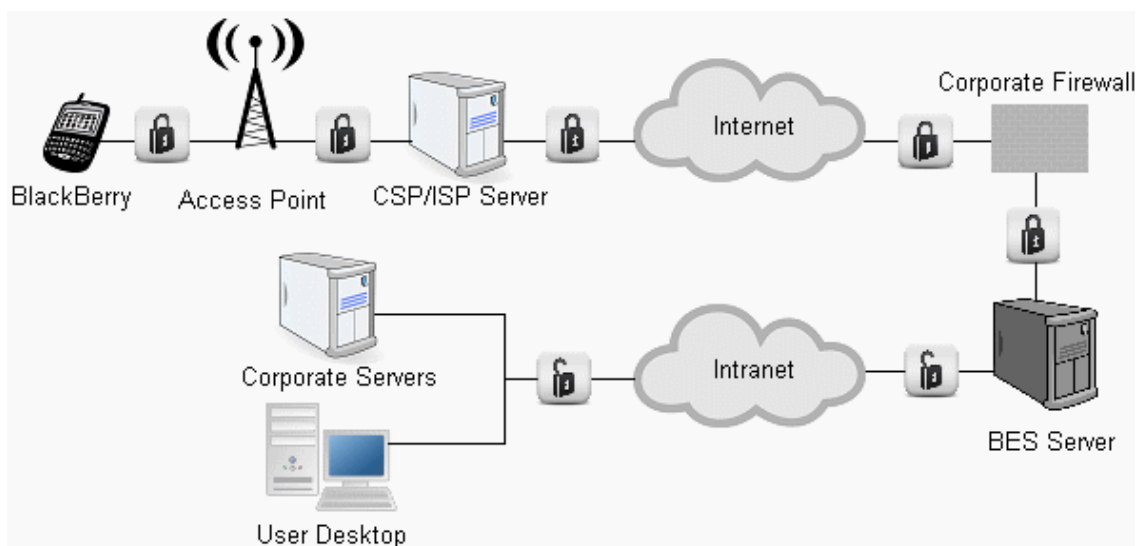 Corporate Firewall
Internet
BlackBerry
Access Point
CSP/ISP Server
Intranet
Corporate Servers
BES Server
User Desktop